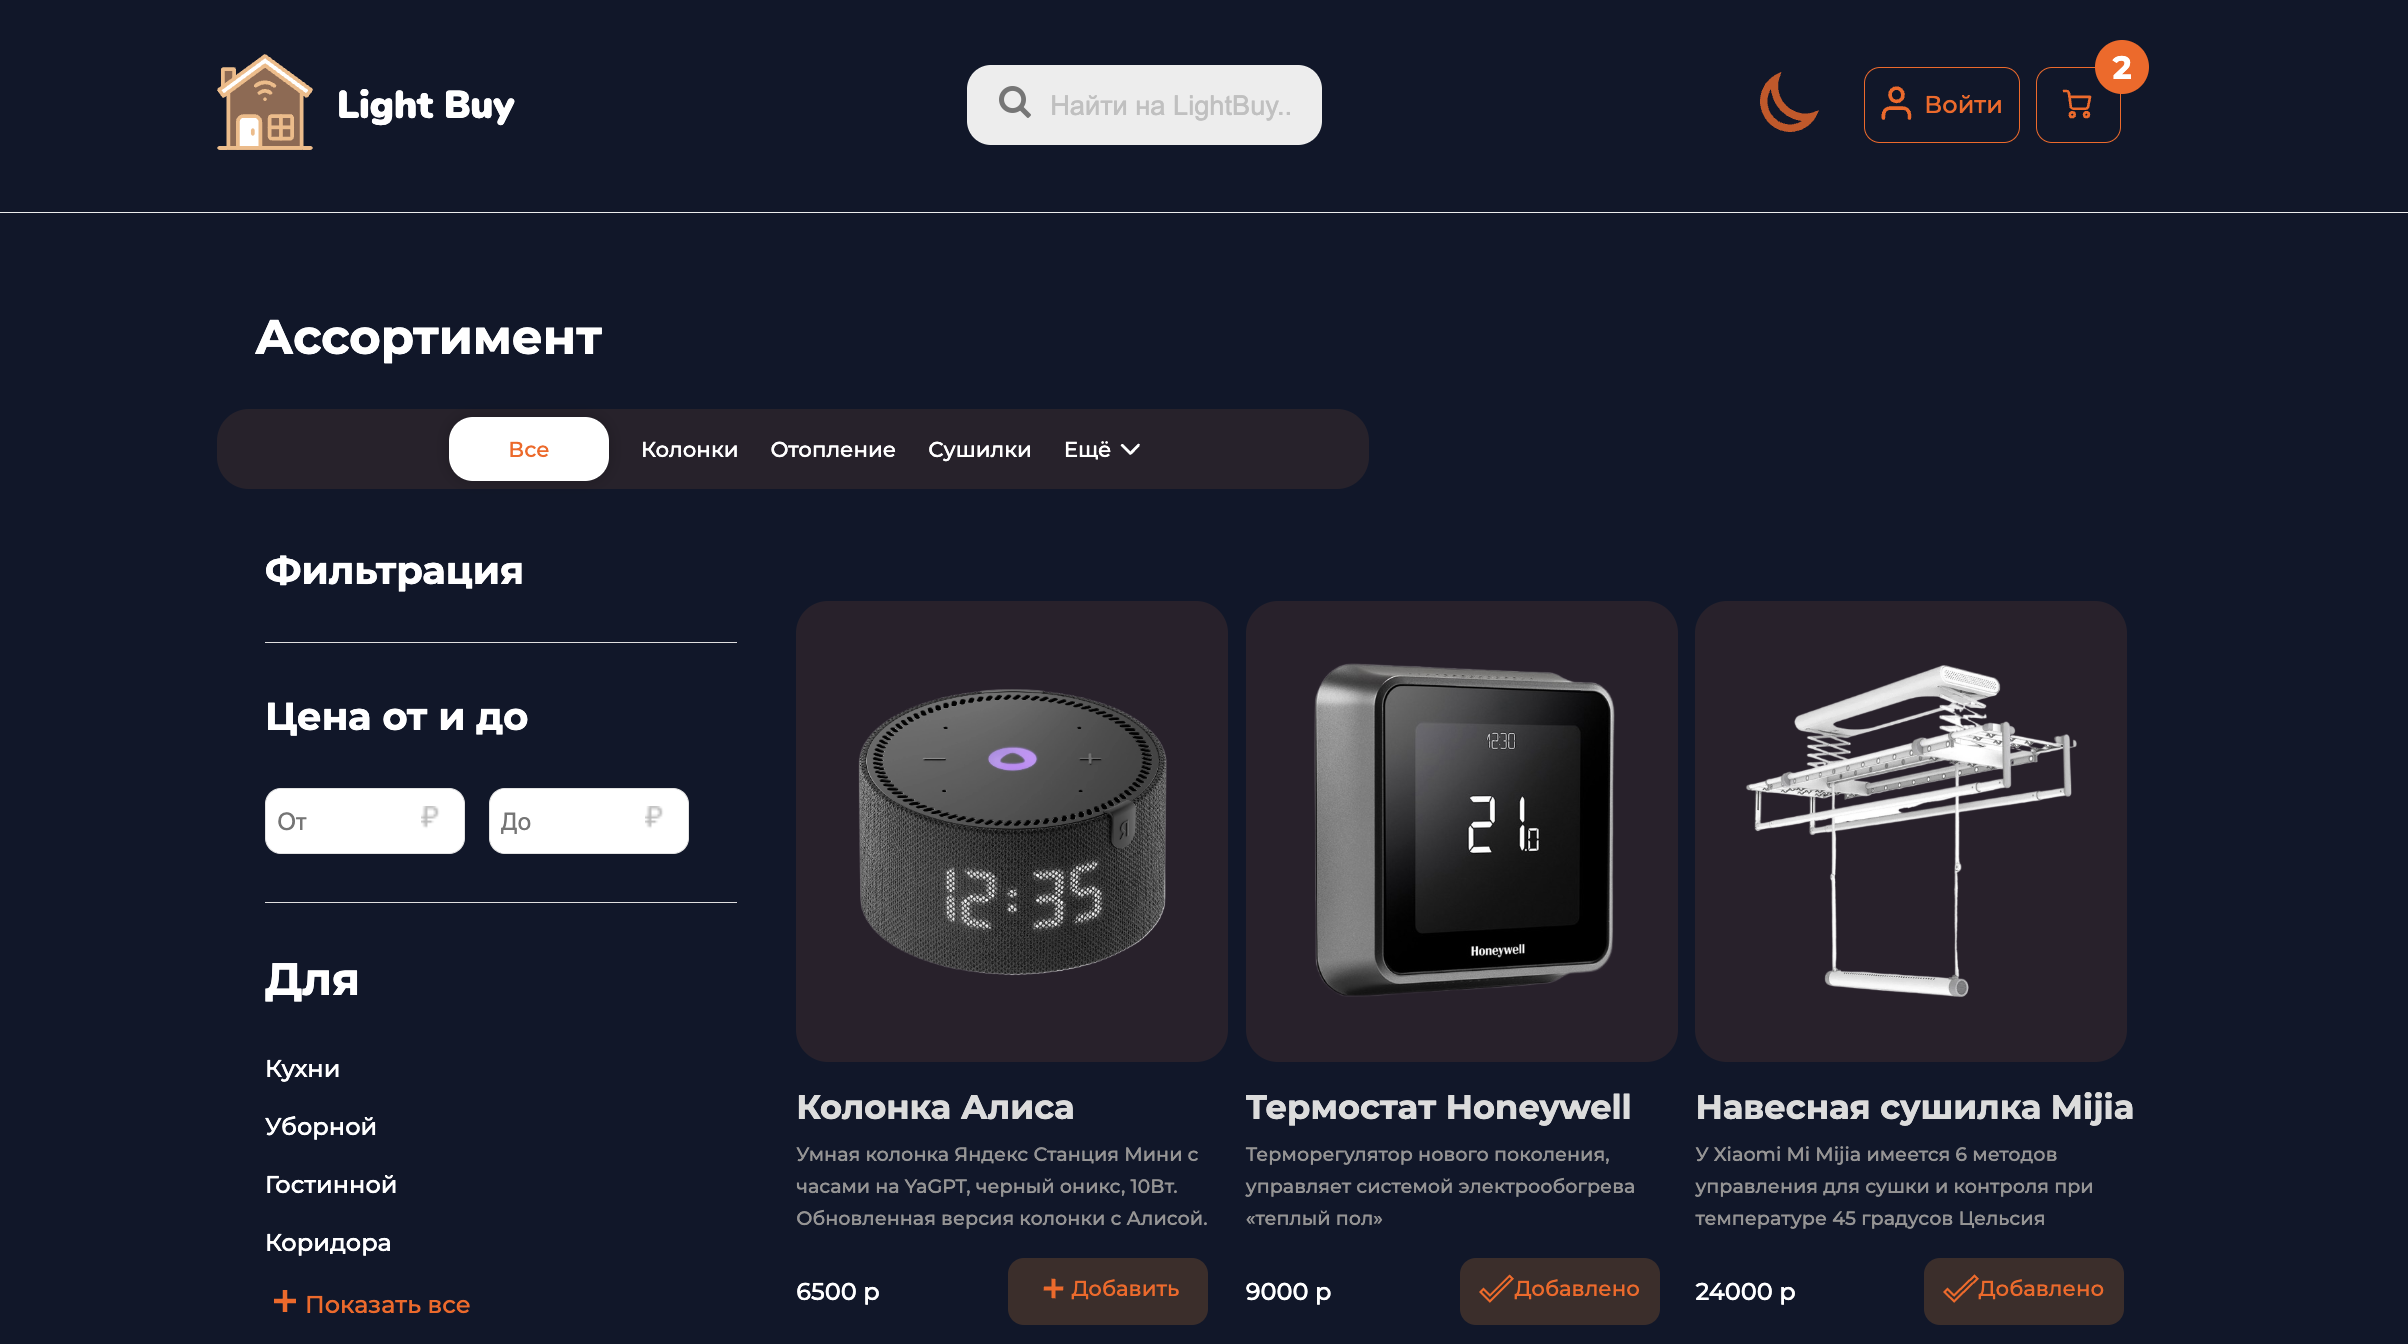 Light Buy
Найти на LightBuy..
Войти
2
Ассортимент
Все
Колонки
Отопление
Сушилки
Ещё
Фильтрация
Цена от и до
От ₽
До ₽
Для
Кухни
Уборной
Гостинной
Коридора
+ Показать все
12:35
Я
Колонка Алиса
Умная колонка Яндекс Станция Мини с
часами на YaGPT, черный оникс, 10Вт.
Обновленная версия колонки с Алисой.
6500 р
+ Добавить
12:30
21.0
Honeywell
Термостат Honeywell
Терморегулятор нового поколения,
управляет системой электрообогрева
«теплый пол»
9000 р
Добавлено
Навесная сушилка Mijia
У Xiaomi Mi Mijia имеется 6 методов
управления для сушки и контроля при
температуре 45 градусов Цельсия
24000 р
Добавлено